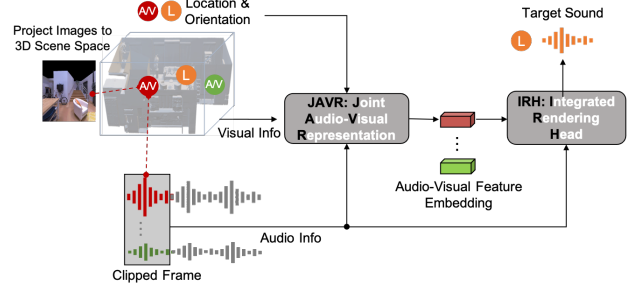 Project Images to
3D Scene Space
A/V
L
Location &
Orientation
A/V
L
A/V
Visual Info
JAVR: Joint
Audio-Visual
Representation
Target Sound
L
IRH: Integrated
Rendering
Head
Audio-Visual Feature
Embedding
Audio Info
Clipped Frame